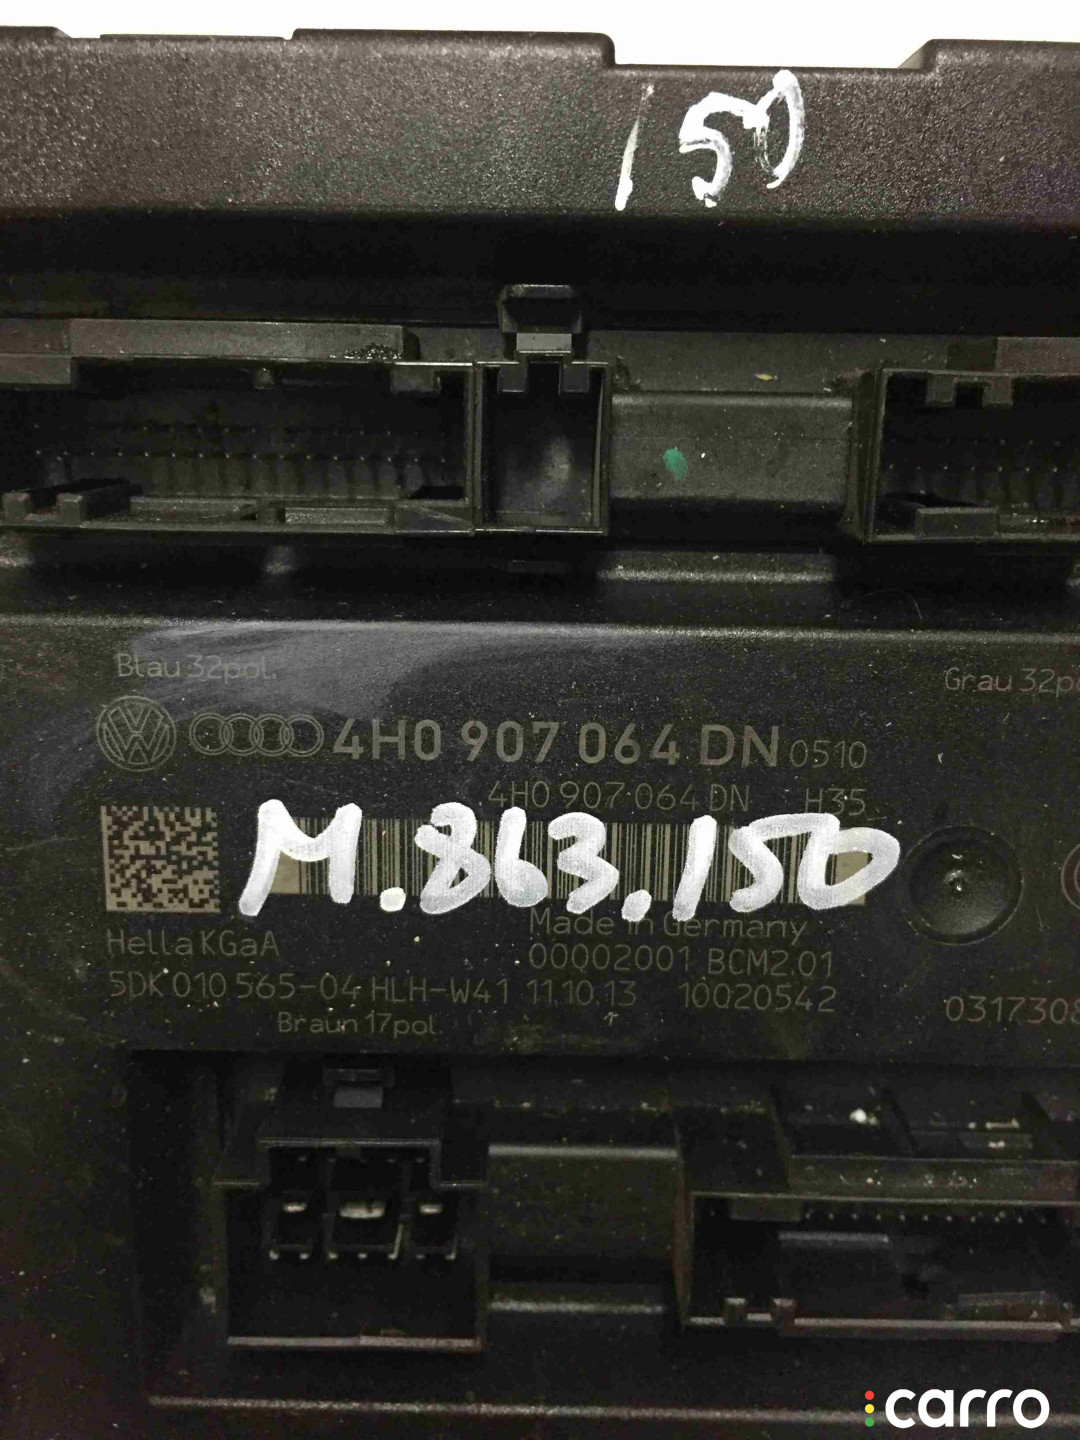 150
Blau 32pol.
Grau 32p
4H0 907 064 DN 0510
4H0 907 064 DN H35
M.863.150
Made in Germany
Hella KGaA
00002001 BCM2.01
5DK 010 565-04 HLH-W41 11.10.13 10020542
0317308
Braun 17pol.
carro